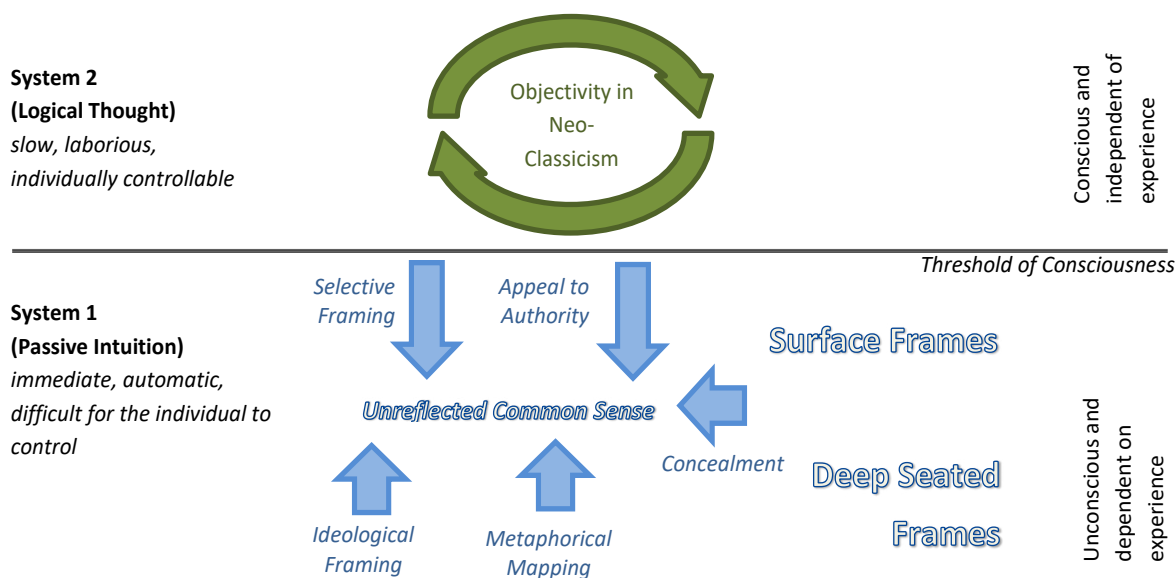 System 2
(Logical Thought)
slow, laborious,
individually controllable
Objectivity in
Neo-
Classicism
Conscious and
independent of
experience
Threshold of Consciousness
System 1
(Passive Intuition)
immediate, automatic,
difficult for the individual to
control
Selective
Framing
Appeal to
Authority
Surface Frames
Unreflected Common Sense
Concealment
Deep Seated
Frames
Ideological
Framing
Metaphorical
Mapping
Unconscious and
dependent on
experience